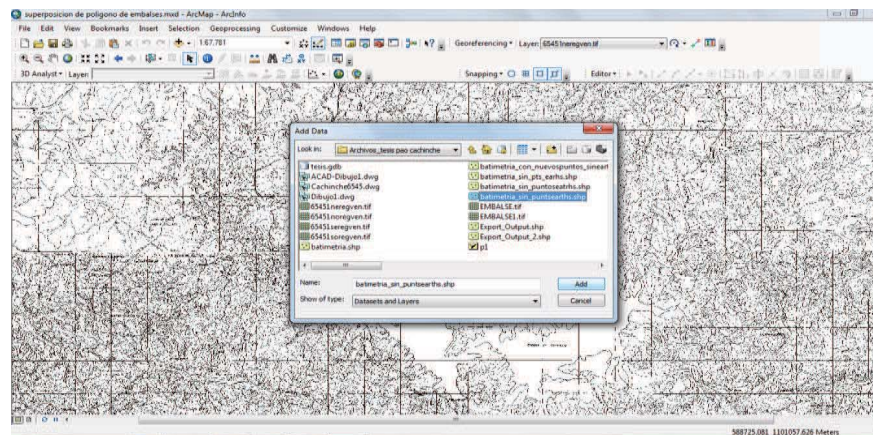 superposicion de poligono de embalses.mxd - ArcMap - ArcInfo
File Edit View Bookmarks Insert Selection Geoprocessing Customize Windows Help
1:67.781
Georeferencing Layer: 65451neregven.tif
3D Analyst Layer:
Snapping
Editor
Add Data
Look in: Archivos_tesis pao cachinche
tesis.gdb
ACAD-Dibujo1.dwg
Cachinche6545.dwg
Dibujo1.dwg
65451neregven.tif
65451noregven.tif
65451seregven.tif
65451soregven.tif
batimetria.shp
batimetria_con_nuevospuntos_sineart
batimetria_sin_pts_earhs.shp
batimetria_sin_puntoseatrhs.shp
batimetria_sin_puntsearths.shp
EMBALSE.tif
EMBALSE1.tif
Export_Output.shp
Export_Output_2.shp
p1
Name: batimetria_sin_puntsearths.shp
Add
Show of type: Datasets and Layers
Cancel
588725,081 1101057,626 Meters